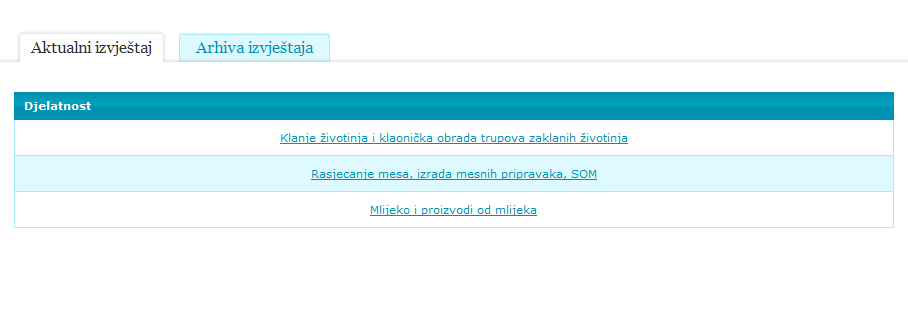 Aktualni izvještaj
Arhiva izvještaja
Djelatnost
Klanje životinja i klaonička obrada trupova zaklanih životinja
Rasjecanje mesa, izrada mesnih pripravaka, SOM
Mlijeko i proizvodi od mlijeka